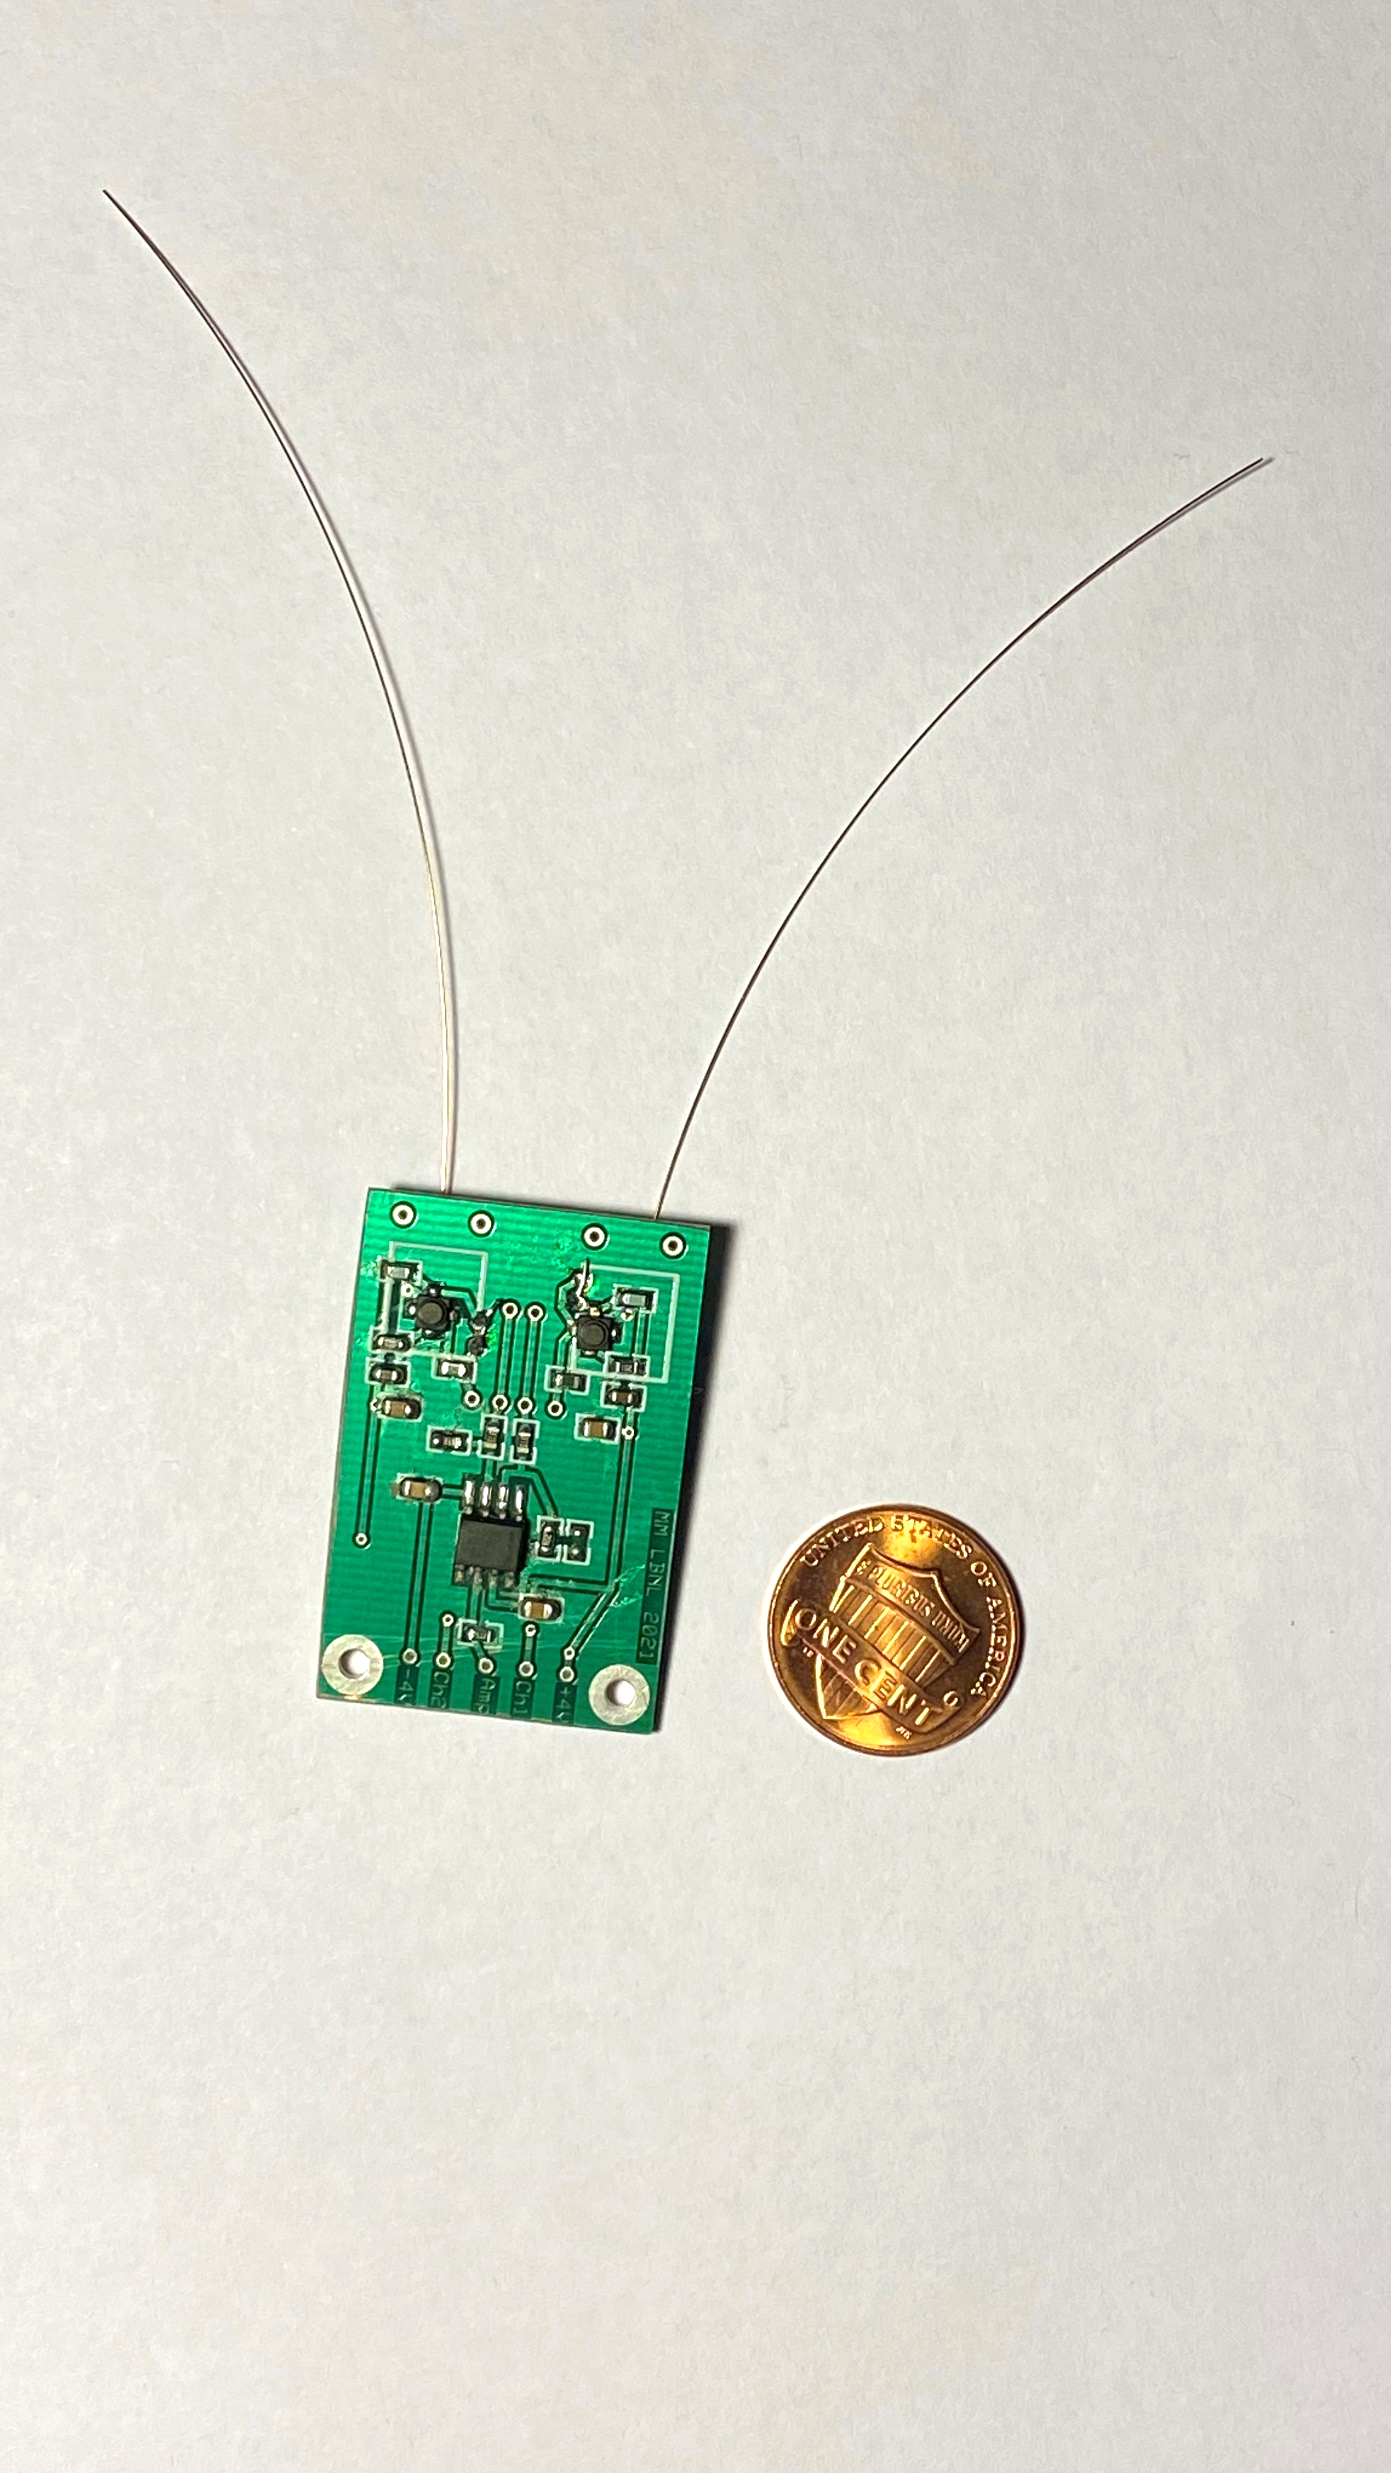 MM LBNL 2021
-4V
Ch2
Amp
Ch1
+4V
UNITED STATES OF AMERICA
E PLURIBUS UNUM
ONE CENT